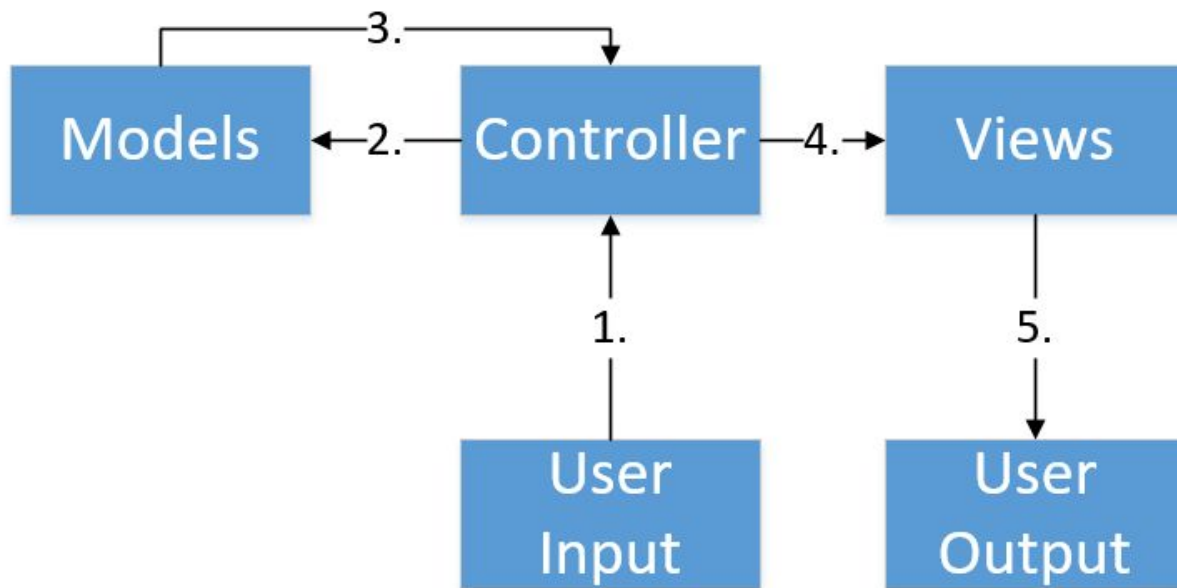 3.
Models
2.
Controller
4.
Views
1.
5.
User
Input
User
Output